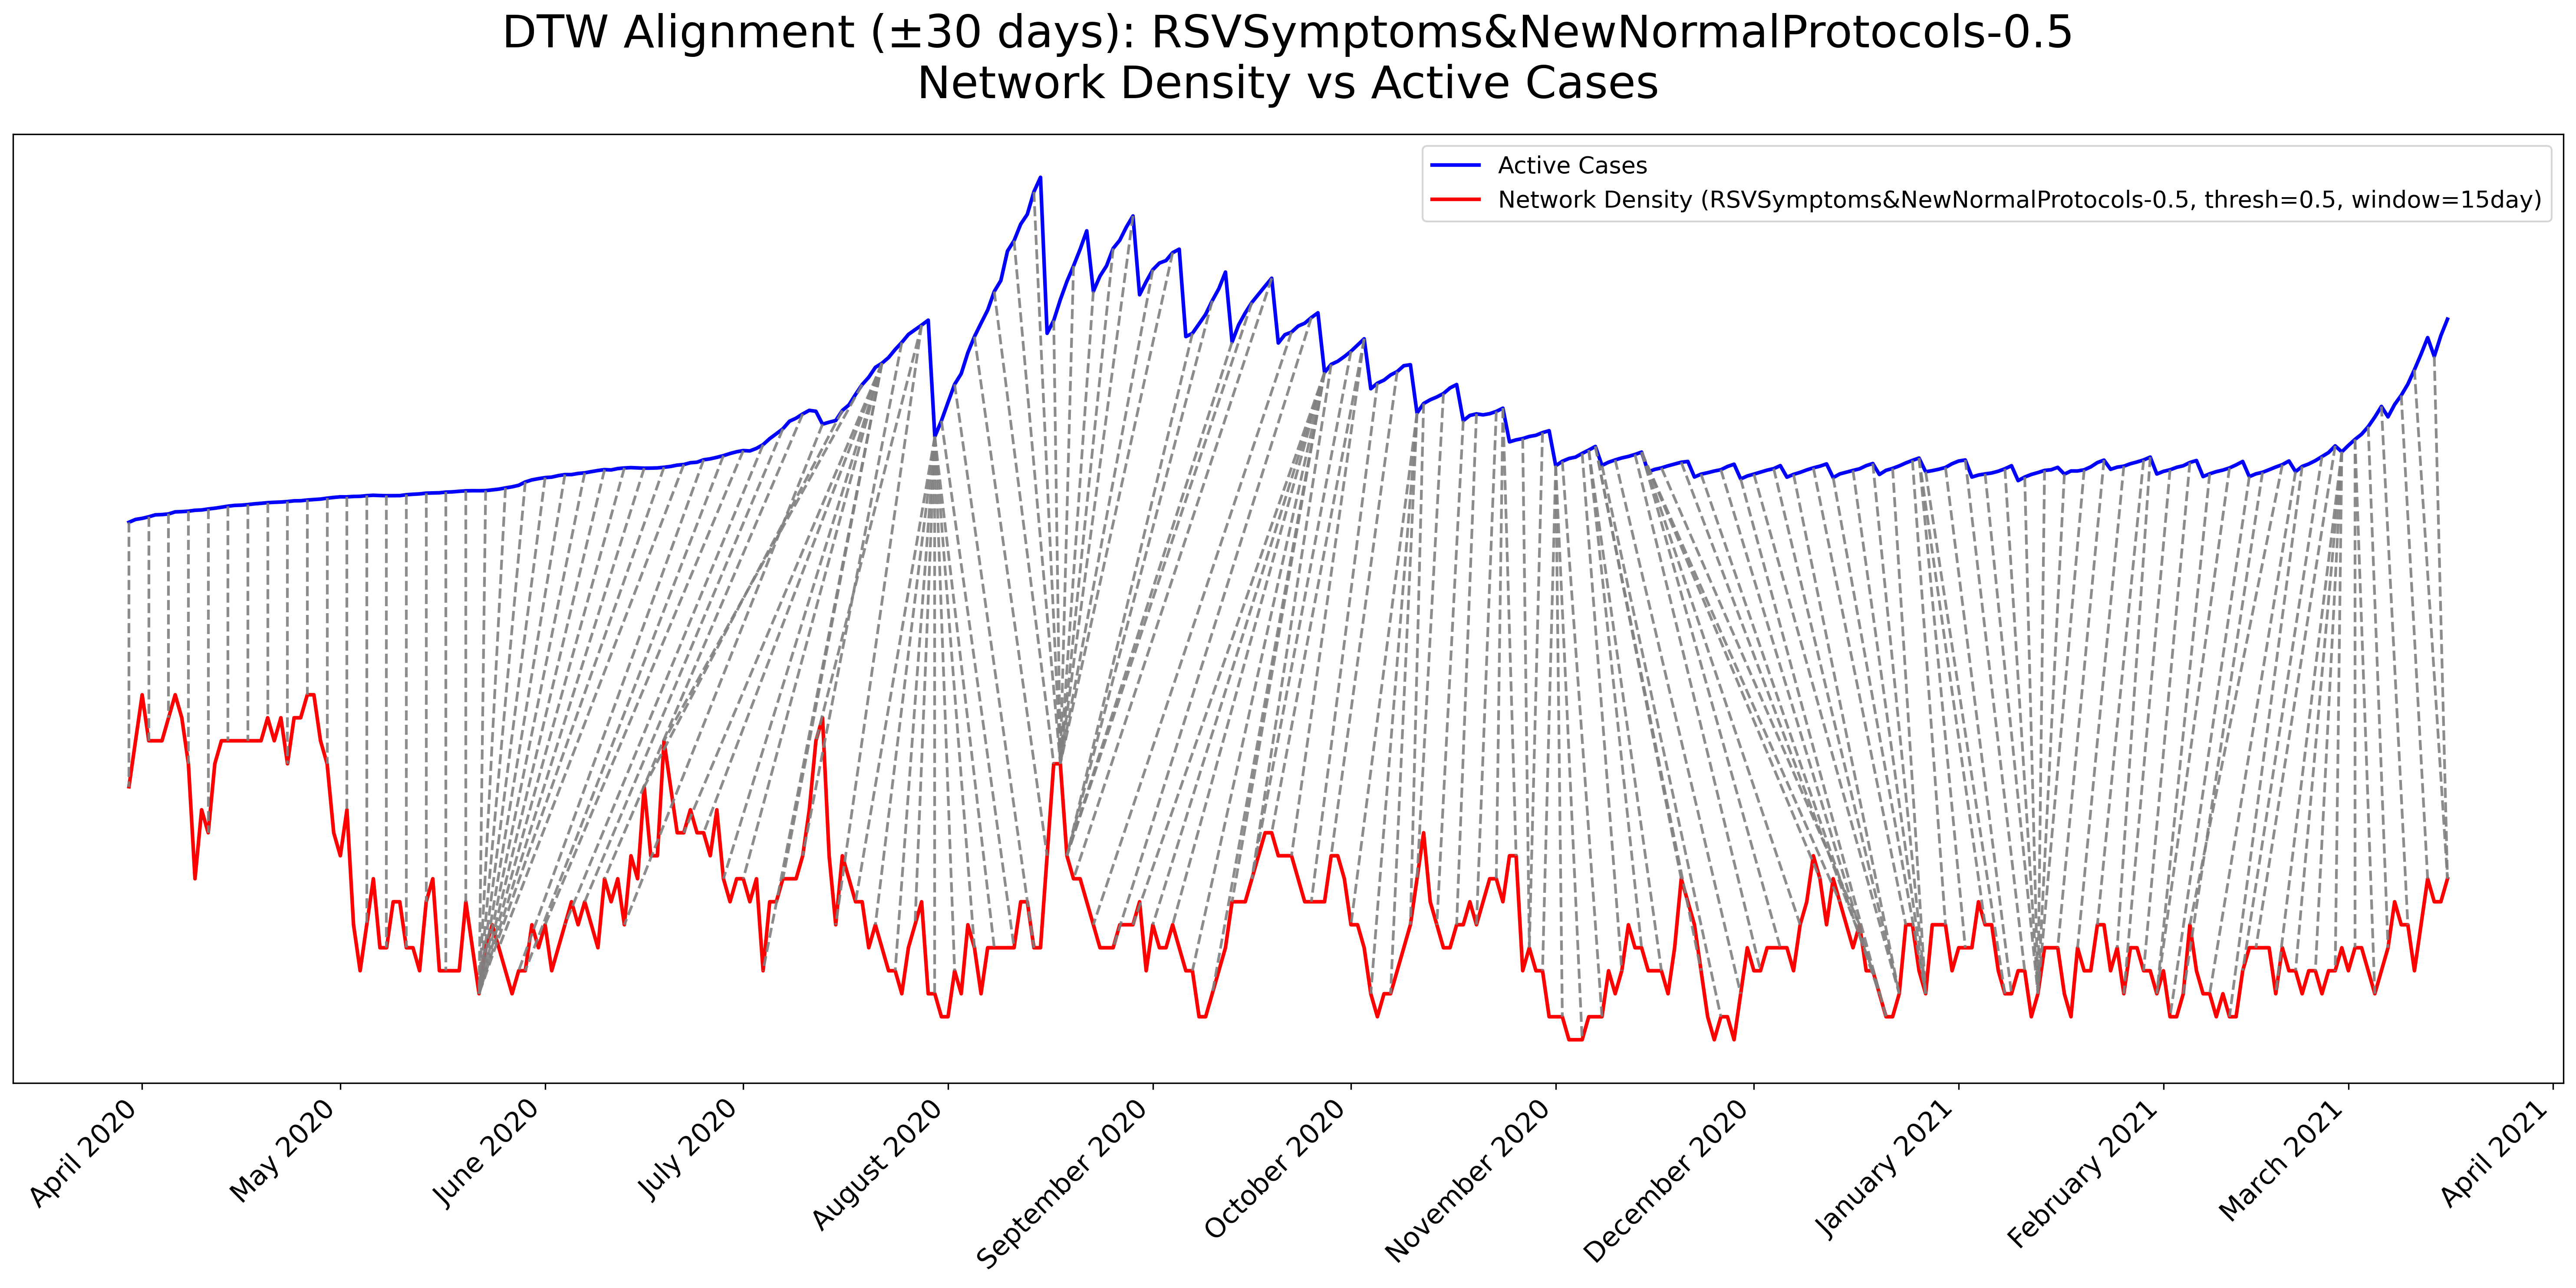 DTW Alignment (±30 days): RSVSymptoms&NewNormalProtocols-0.5
Network Density vs Active Cases
Active Cases
Network Density (RSVSymptoms&NewNormalProtocols-0.5, thresh=0.5, window=15day)
April 2020
May 2020
June 2020
July 2020
August 2020
September 2020
October 2020
November 2020
December 2020
January 2021
February 2021
March 2021
April 2021